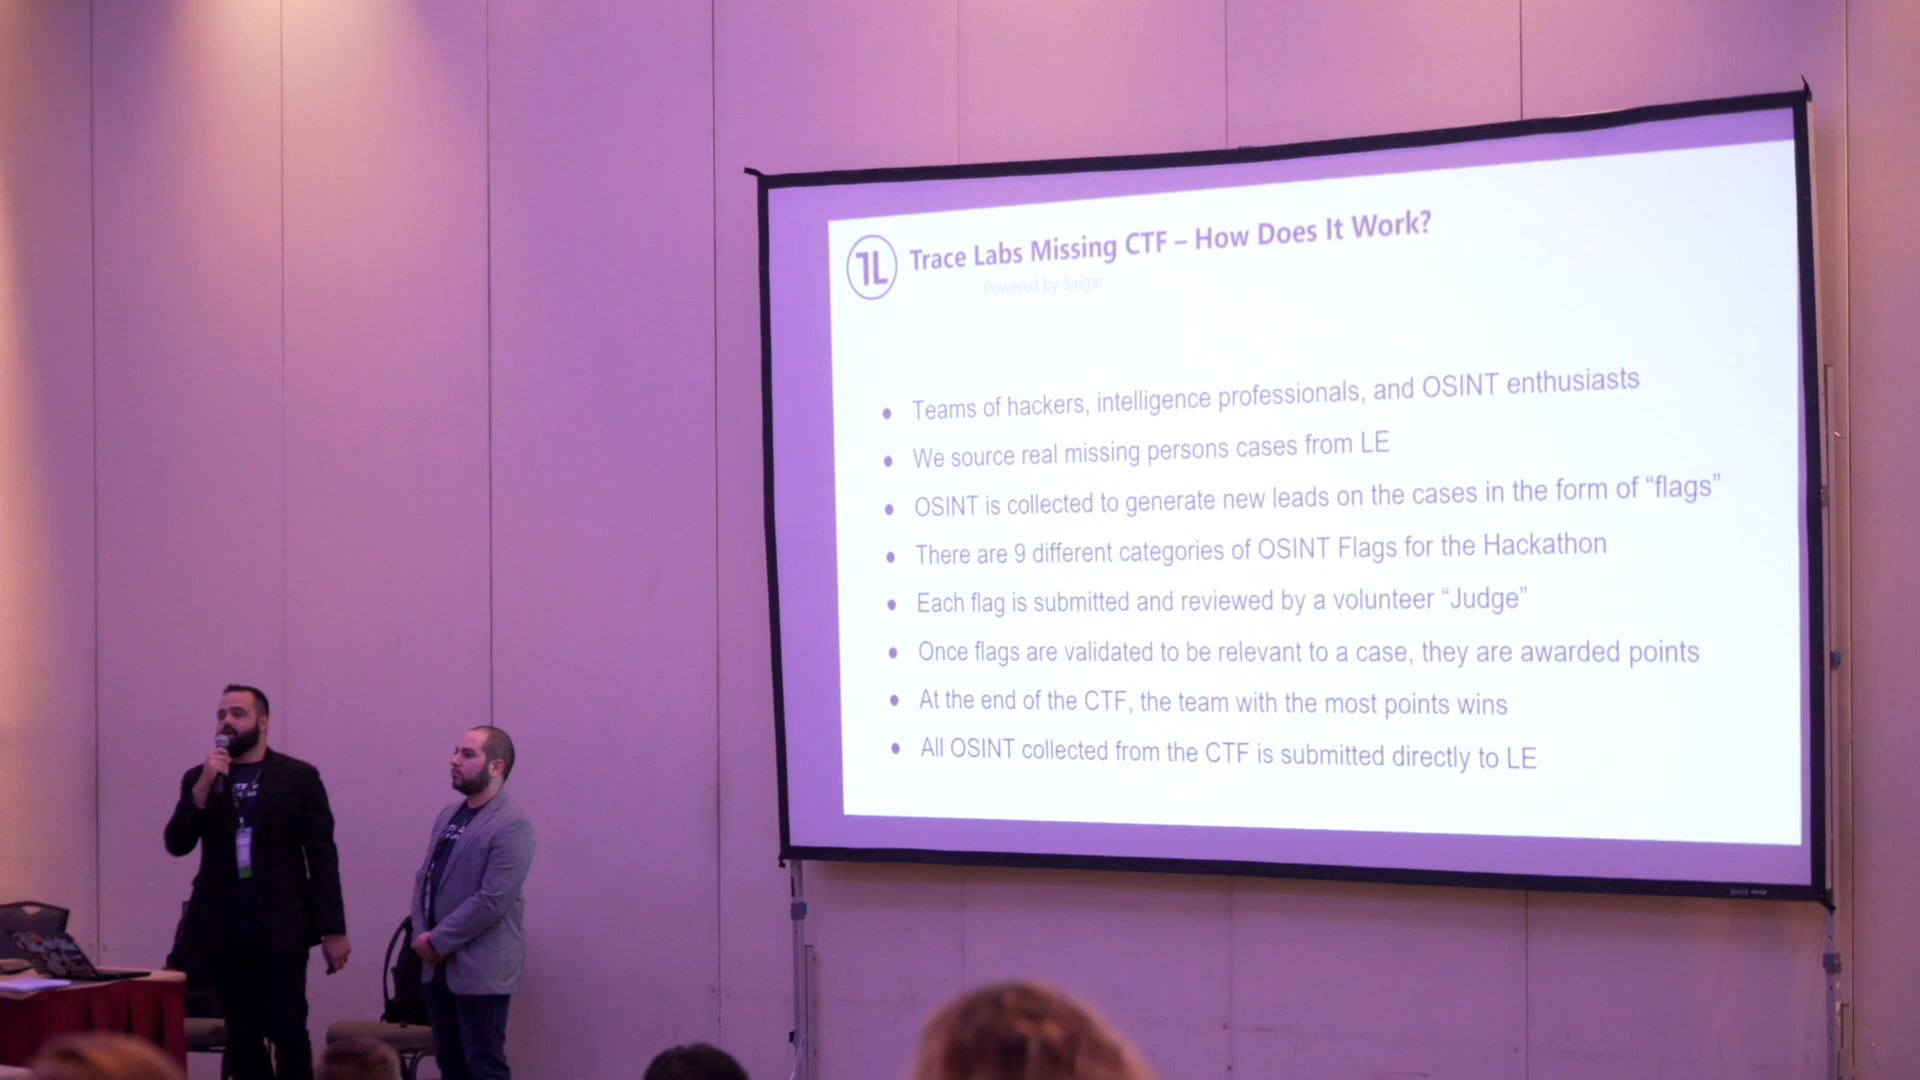 TL
Trace Labs Missing CTF – How Does It Work?
Powered by Saigar
Teams of hackers, intelligence professionals, and OSINT enthusiasts
We source real missing persons cases from LE
OSINT is collected to generate new leads on the cases in the form of “flags”
There are 9 different categories of OSINT Flags for the Hackathon
Each flag is submitted and reviewed by a volunteer “Judge”
Once flags are validated to be relevant to a case, they are awarded points
At the end of the CTF, the team with the most points wins
All OSINT collected from the CTF is submitted directly to LE